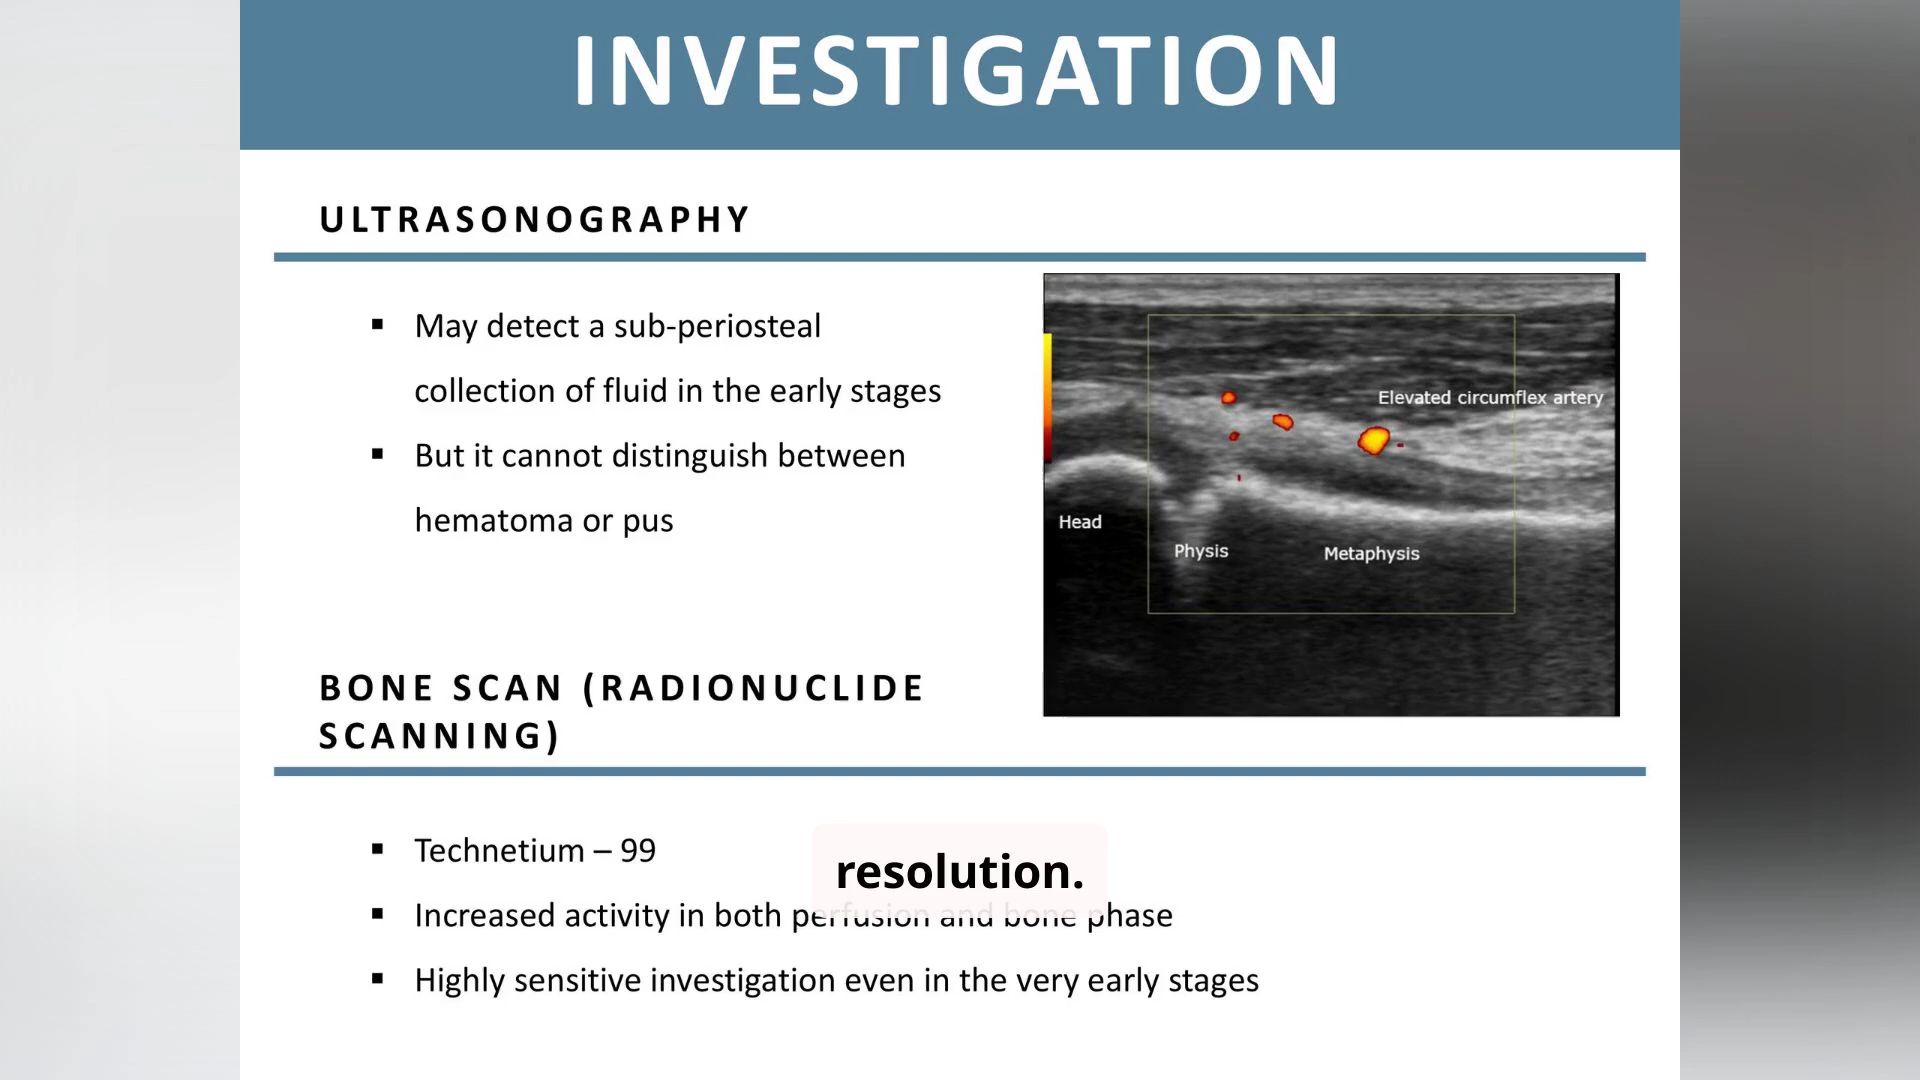 INVESTIGATION
ULTRASONOGRAPHY
▪ May detect a sub-periosteal
collection of fluid in the early stages
▪ But it cannot distinguish between
hematoma or pus
Elevated circumflex artery
Head
Physis
Metaphysis
BONE SCAN (RADIONUCLIDE
SCANNING)
▪ Technetium – 99
resolution.
▪ Increased activity in both perfusion and bone phase
▪ Highly sensitive investigation even in the very early stages